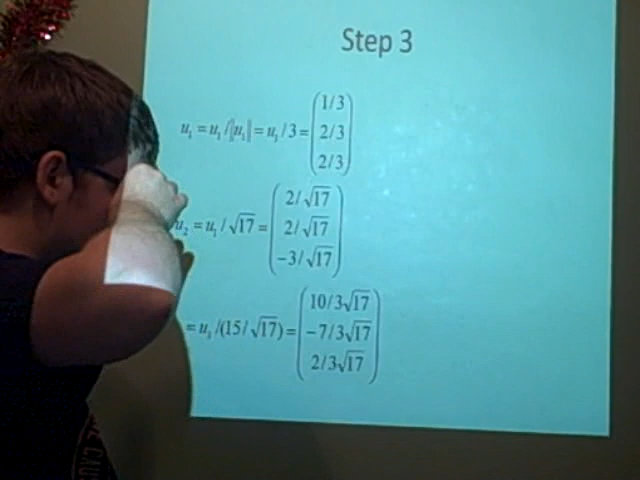 Step 3
u₁ = u₁/‖u₁‖ = u₁/3 = (1/3
2/3
2/3)
u₂ = u₁/√17 = (2/√17
2/√17
−3/√17)
= u₃/(15/√17) = (10/3√17
−7/3√17
2/3√17)